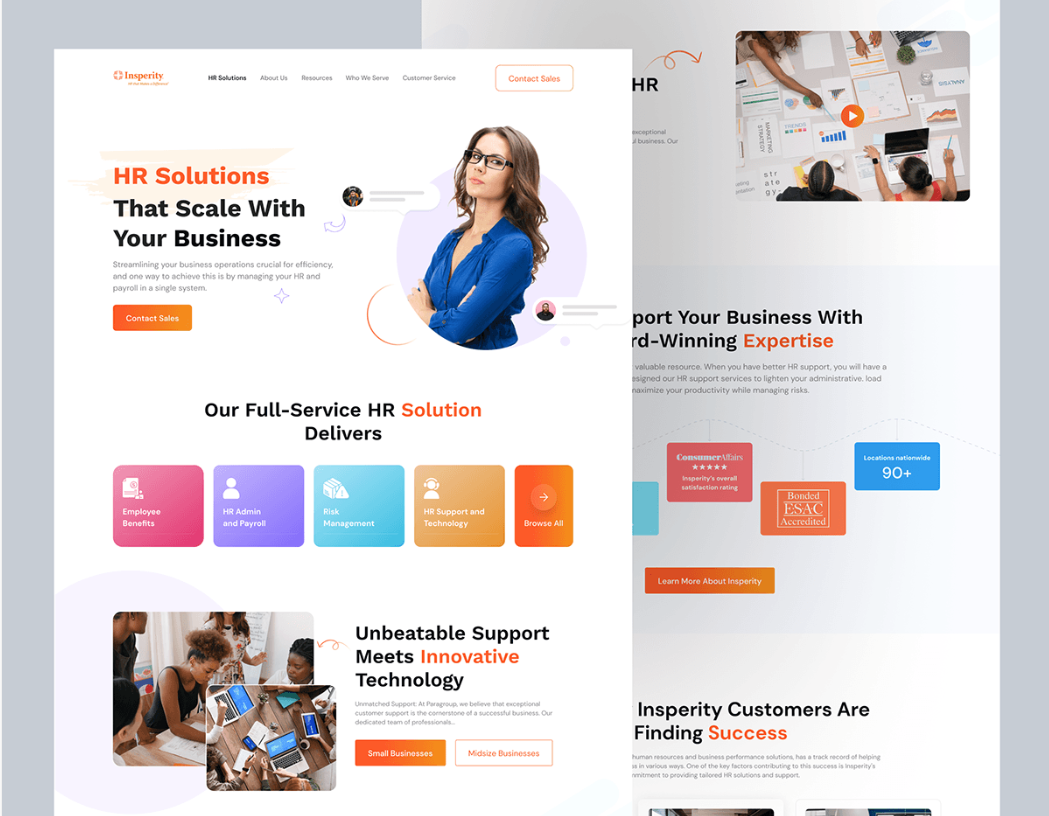 Insperity
HR Solutions
About Us
Resources
Who We Serve
Customer Service
Contact Sales
HR Solutions
That Scale With
Your Business
Streamlining your business operations crucial for efficiency,
and one way to achieve this is by managing your HR and
payroll in a single system.
Contact Sales
Our Full-Service HR Solution
Delivers
Employee
Benefits
HR Admin
and Payroll
Risk
Management
HR Support and
Technology
Browse All
Unbeatable Support
Meets Innovative
Technology
Unmatched Support: At Paragroup, we believe that exceptional
customer support is the cornerstone of a successful business. Our
dedicated team of professionals...
Small Businesses
Midsize Businesses
HR
exceptional
ul business. Our
ANALYSIS
TRENDS
MARKETING
STRATEGY
str
ate
gy-
port Your Business With
rd-Winning Expertise
valuable resource. When you have better HR support, you will have a
esigned our HR support services to lighten your administrative. load
maximize your productivity while managing risks.
ConsumerAffairs
★★★★★
Insperity's overall
satisfaction rating
Bonded
ESAC
Accredited
Locations nationwide
90+
Learn More About Insperity
Insperity Customers Are
Finding Success
human resources and business performance solutions, has a track record of helping
s in various ways. One of the key factors contributing to this success is Insperity's
mmitment to providing tailored HR solutions and support.